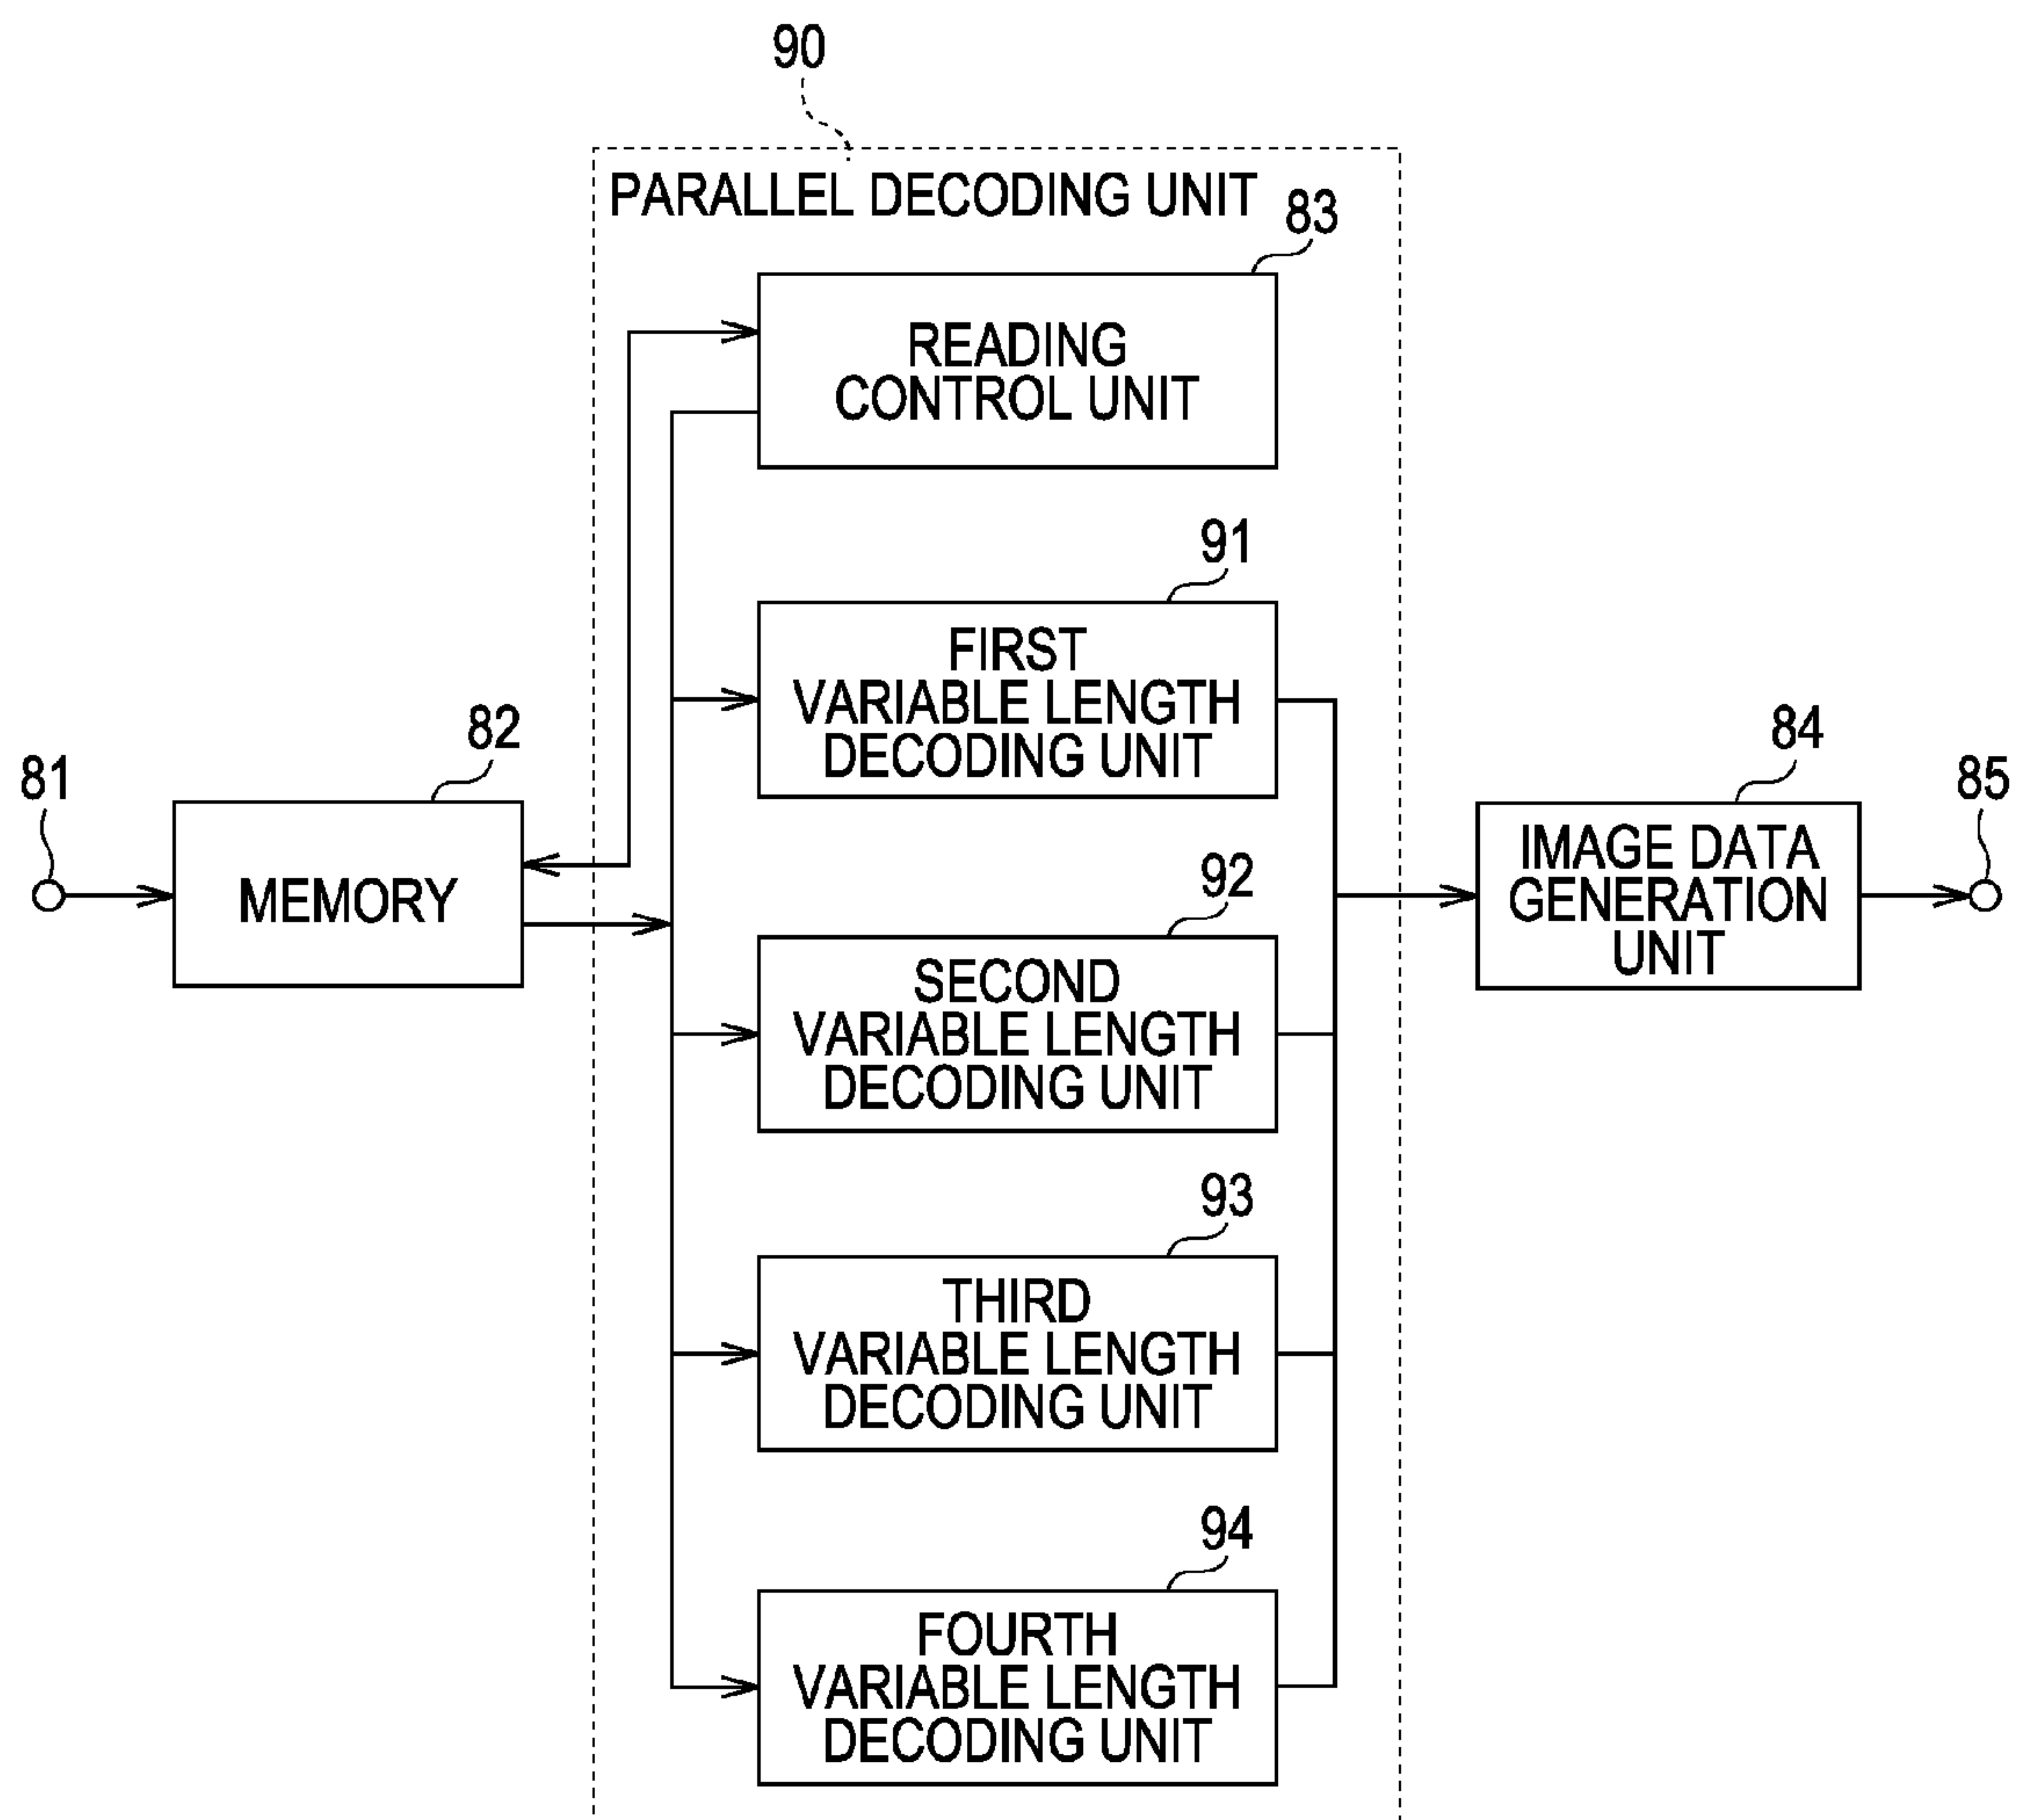 90
PARALLEL DECODING UNIT
83
READING
CONTROL UNIT
91
FIRST
VARIABLE LENGTH
DECODING UNIT
81
82
MEMORY
92
SECOND
VARIABLE LENGTH
DECODING UNIT
84
IMAGE DATA
GENERATION
UNIT
85
93
THIRD
VARIABLE LENGTH
DECODING UNIT
94
FOURTH
VARIABLE LENGTH
DECODING UNIT